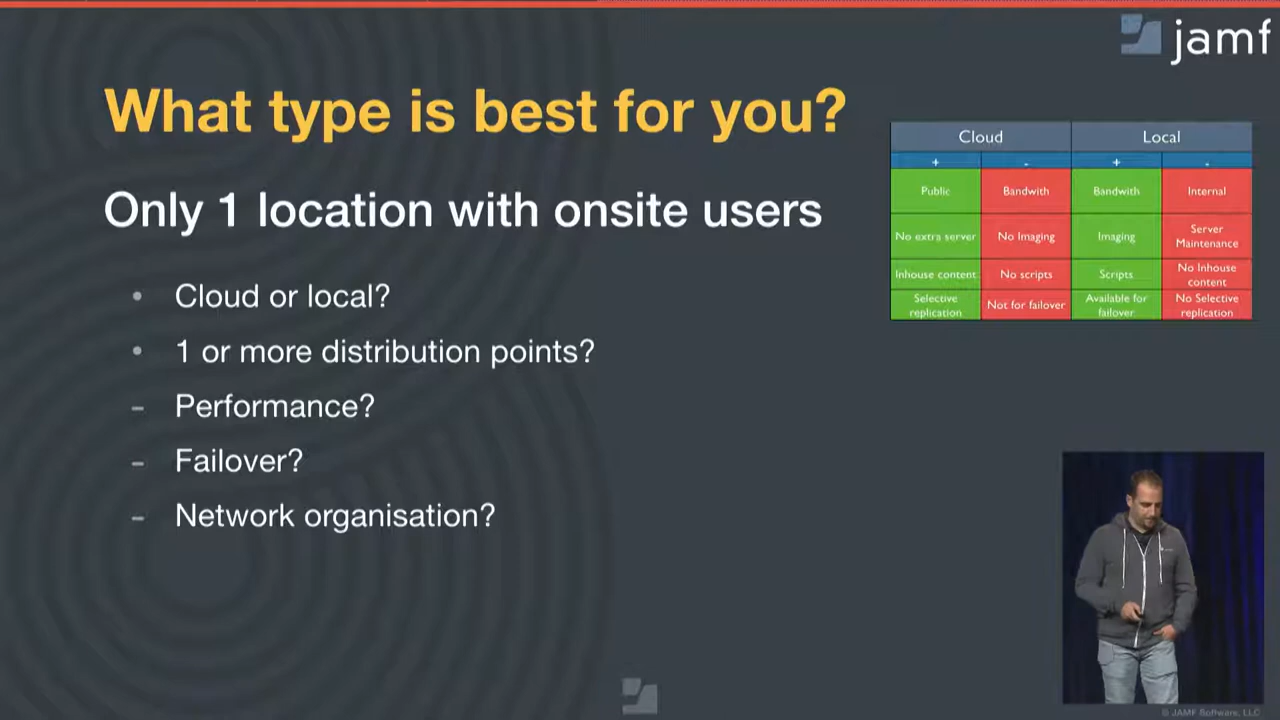 jamf
What type is best for you?
Only 1 location with onsite users
• Cloud or local?
• 1 or more distribution points?
- Performance?
- Failover?
- Network organisation?
Cloud Local
+ - + -
Public Bandwith Bandwith Internal
No extra server No Imaging Imaging Server Maintenance
Inhouse content No scripts Scripts No Inhouse content
Selective replication Not for failover Available for failover No Selective replication
© JAMF Software, LLC